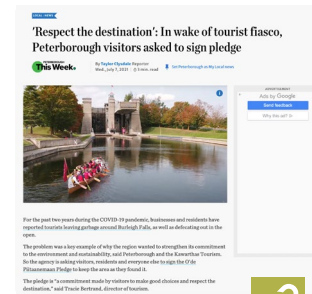 LOCAL / NEWS
'Respect the destination': In wake of tourist fiasco,
Peterborough visitors asked to sign pledge
PETERBOROUGH
This Week
By Taylor Clysdale Reporter
Wed., July 7, 2021 3 min. read
Set Peterborough as My Local news
ADVERTISEMENT
Ads by Google
Send feedback
Why this ad?
For the past two years during the COVID-19 pandemic, businesses and residents have
reported tourists leaving garbage around Burleigh Falls, as well as defecating out in the
open.
The problem was a key example of why the region wanted to strengthen its commitment
to the environment and sustainability, said Peterborough and the Kawarthas Tourism.
So the agency is asking visitors, residents and everyone else to sign the O'de
Piitaanemaan Pledge to keep the area as they found it.
The pledge is "a commitment made by visitors to make good choices and respect the
destination," said Tracie Bertrand, director of tourism.